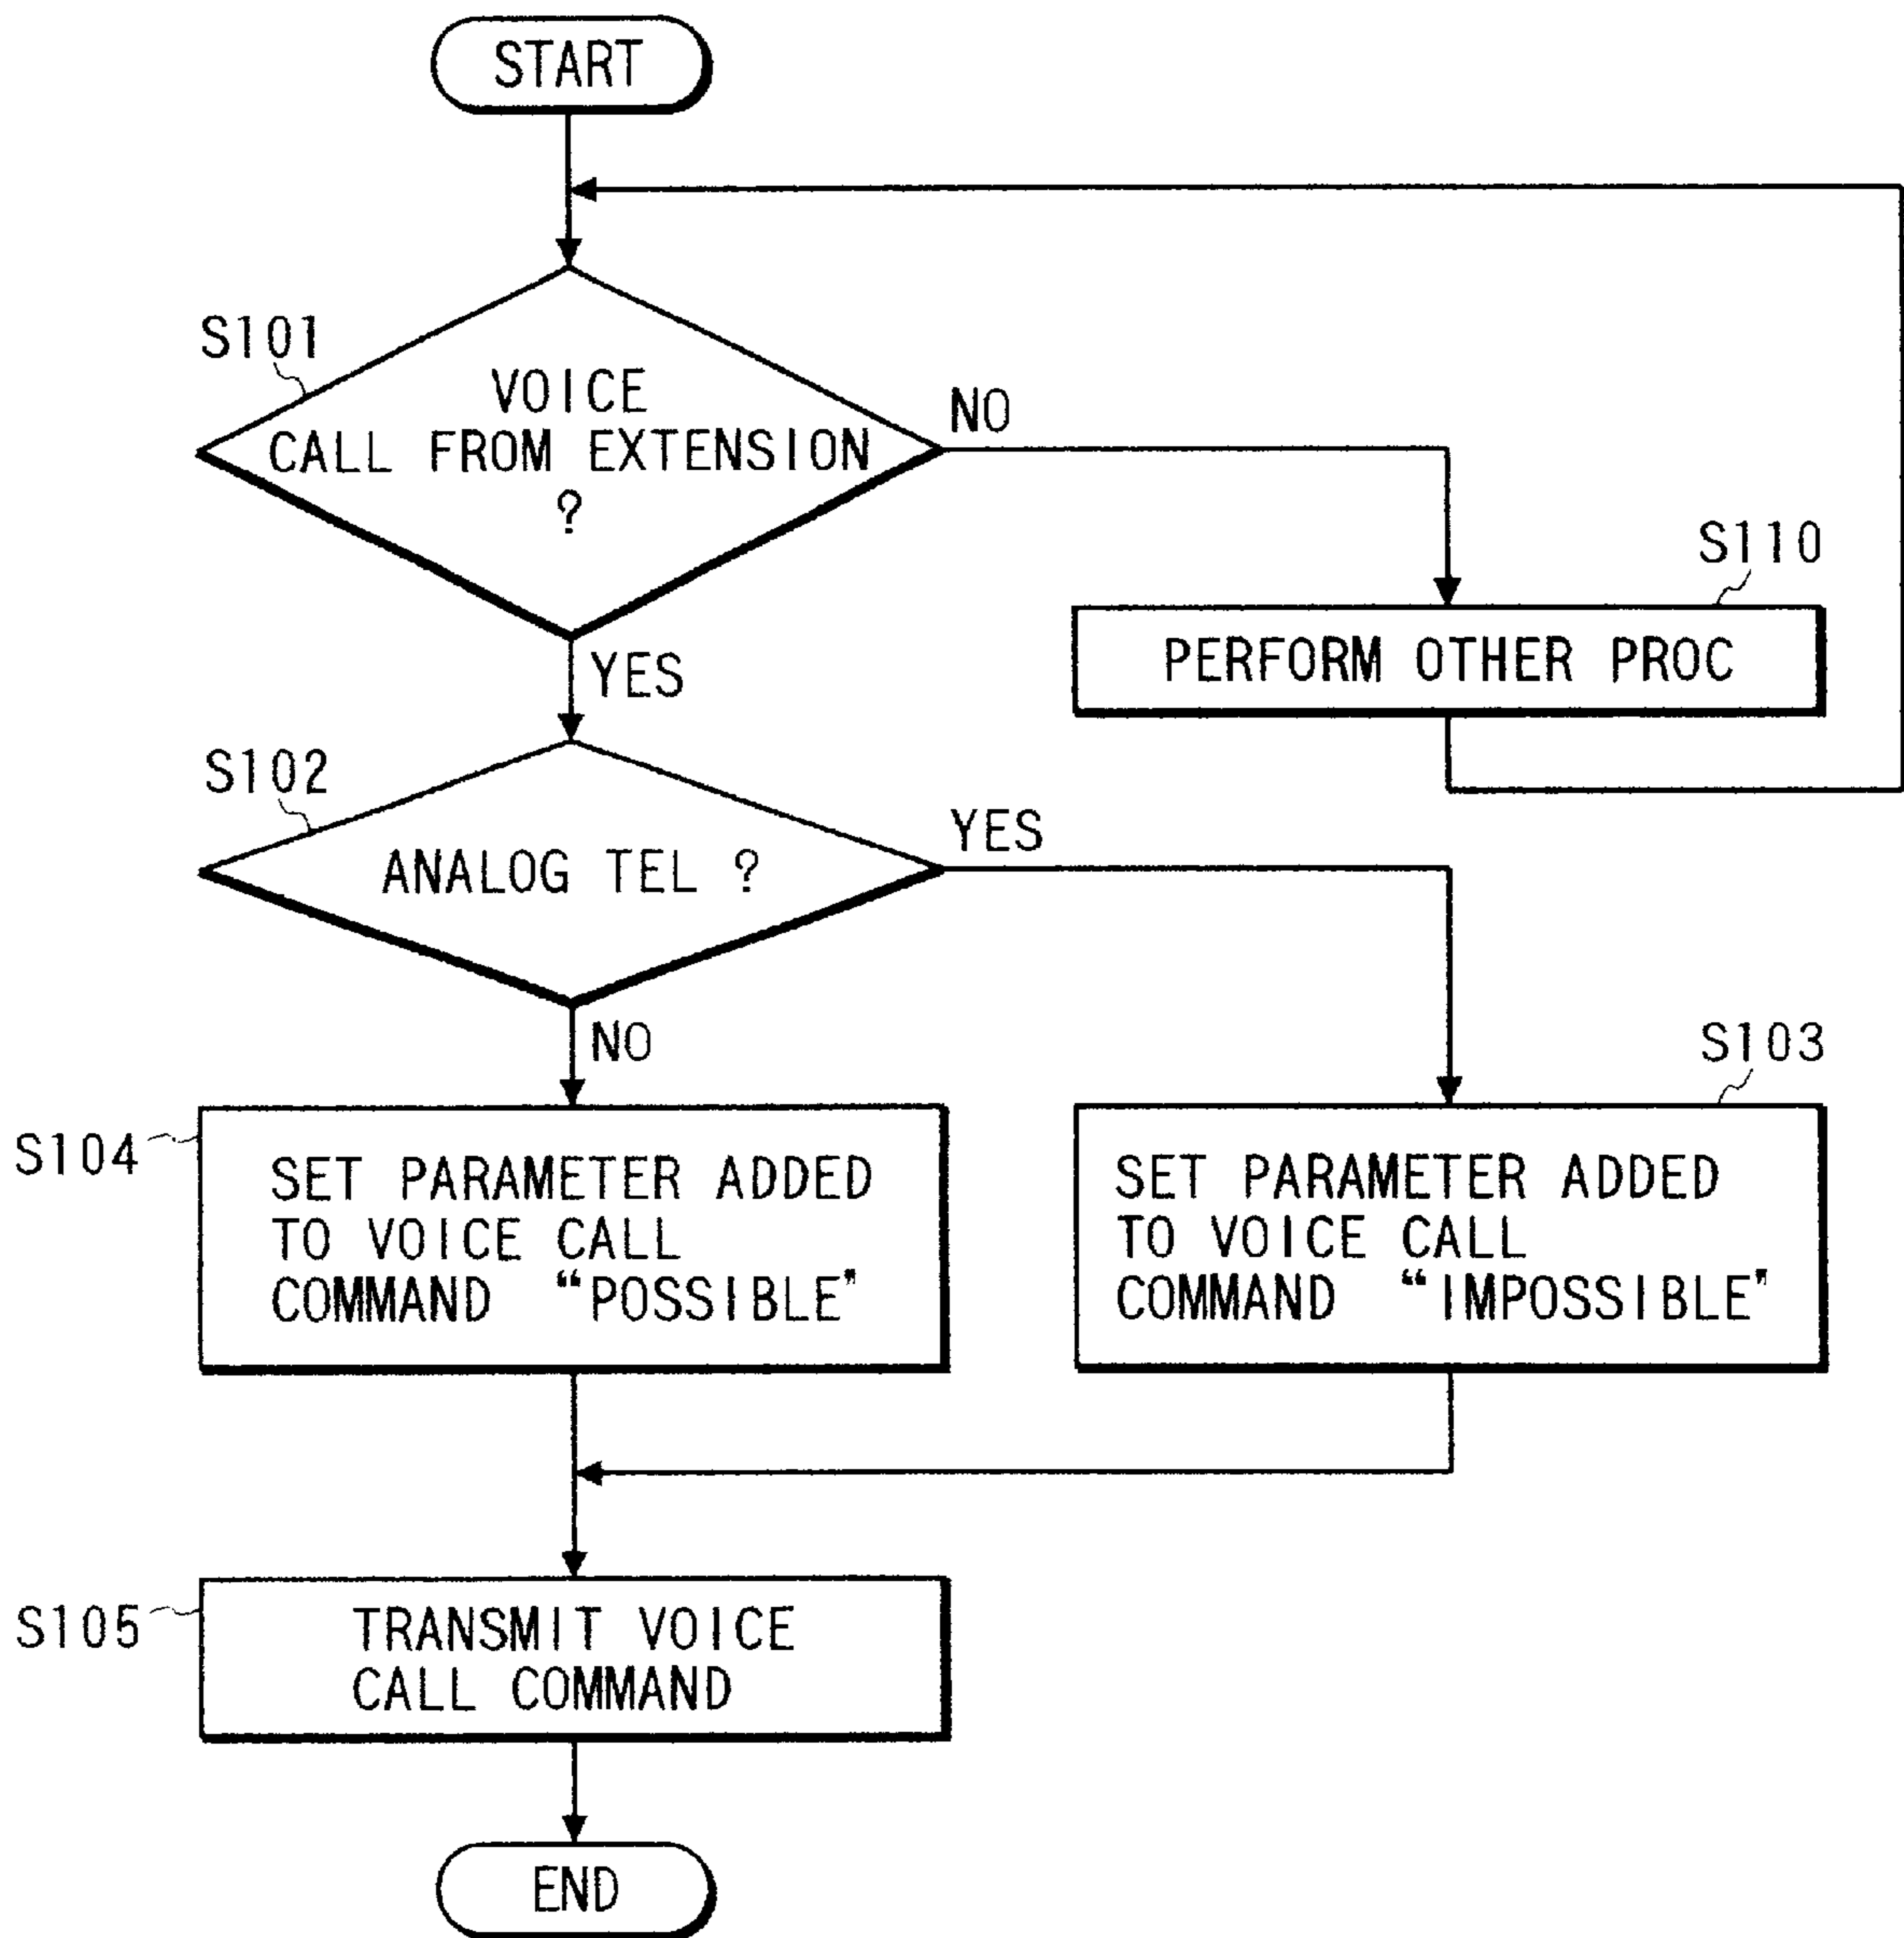 START
S101
VOICE
CALL FROM EXTENSION
?
NO
S110
PERFORM OTHER PROC
YES
S102
ANALOG TEL ?
YES
NO
S103
S104
SET PARAMETER ADDED
TO VOICE CALL
COMMAND “POSSIBLE"
SET PARAMETER ADDED
TO VOICE CALL
COMMAND “IMPOSSIBLE"
S105
TRANSMIT VOICE
CALL COMMAND
END